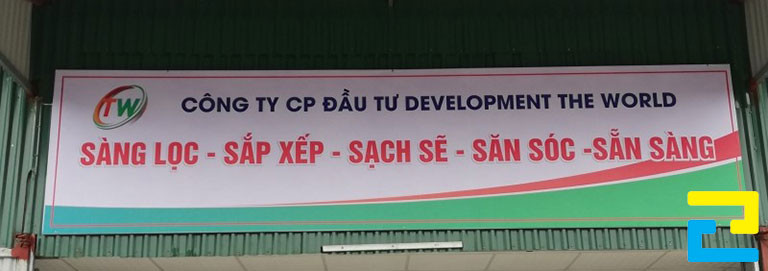 TW
CÔNG TY CP ĐẦU TƯ DEVELOPMENT THE WORLD
SÀNG LỌC - SẮP XẾP - SẠCH SẼ - SĂN SÓC -SẴN SÀNG